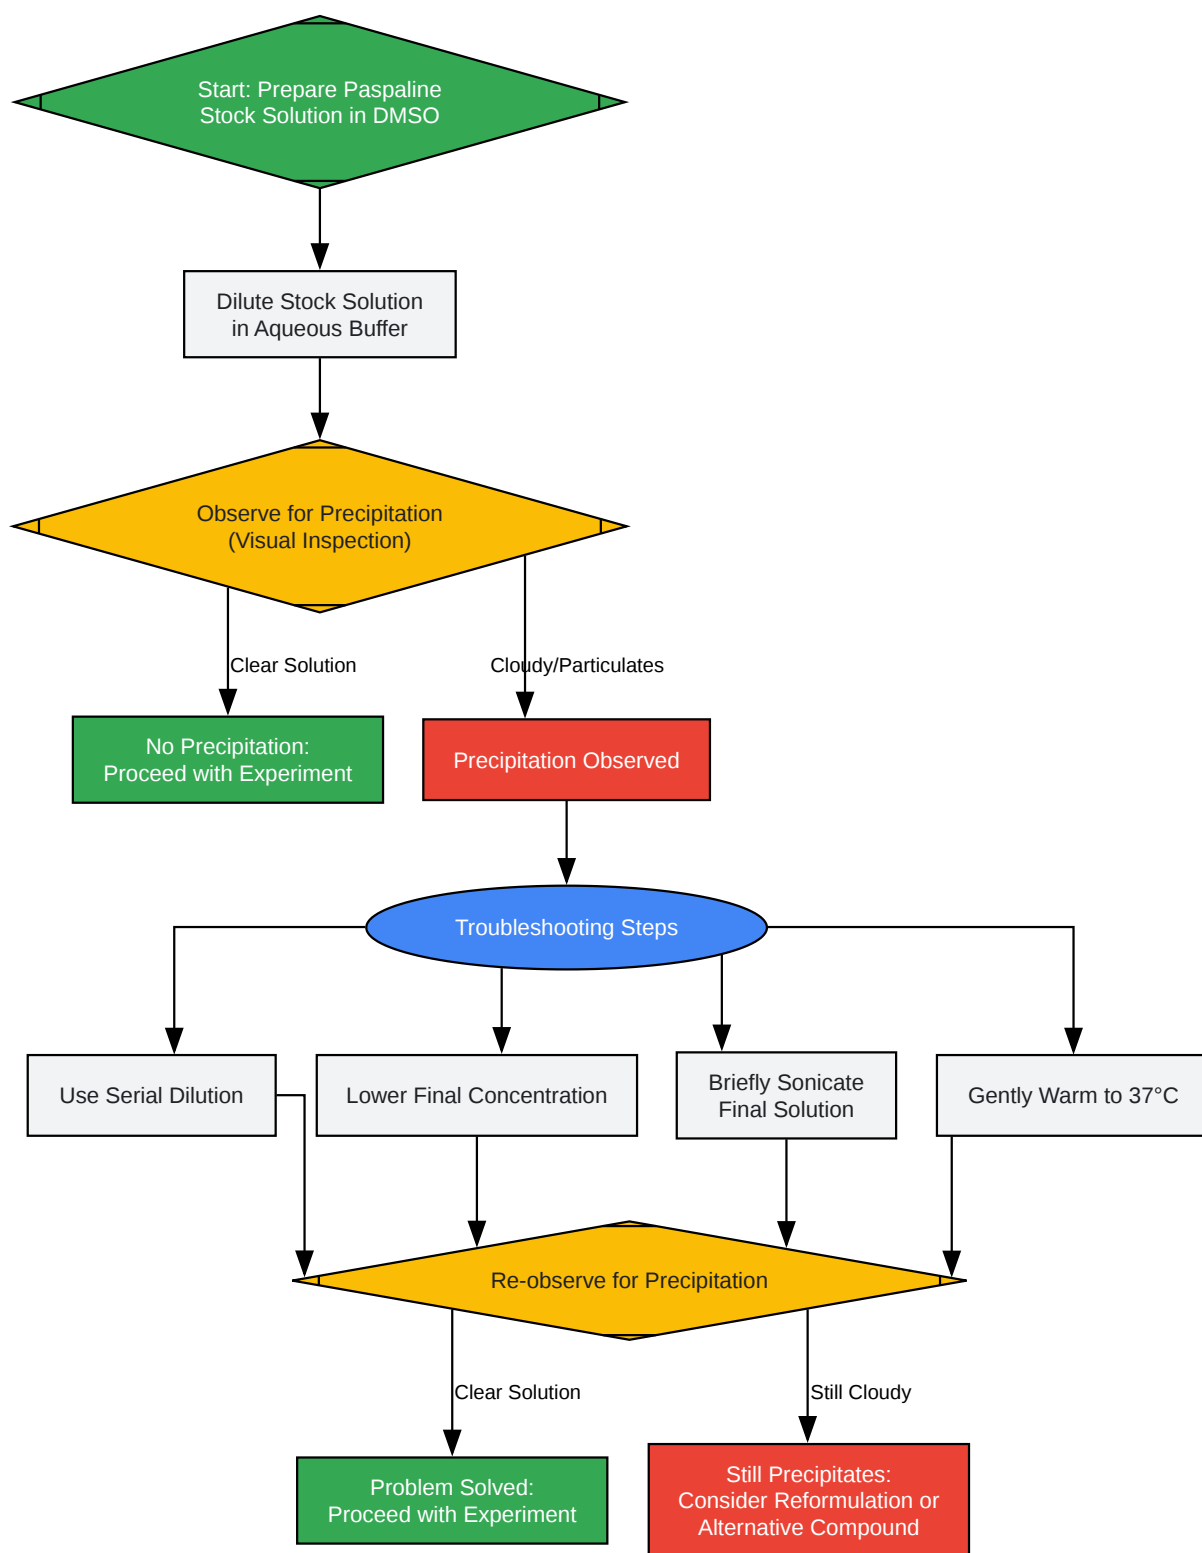 Start: Prepare Paspaline
Stock Solution in DMSO
Dilute Stock Solution
in Aqueous Buffer
Observe for Precipitation
(Visual Inspection)
Clear Solution
Cloudy/Particulates
No Precipitation:
Proceed with Experiment
Precipitation Observed
Troubleshooting Steps
Use Serial Dilution
Lower Final Concentration
Briefly Sonicate
Final Solution
Gently Warm to 37°C
Re-observe for Precipitation
Clear Solution
Still Cloudy
Problem Solved:
Proceed with Experiment
Still Precipitates:
Consider Reformulation or
Alternative Compound